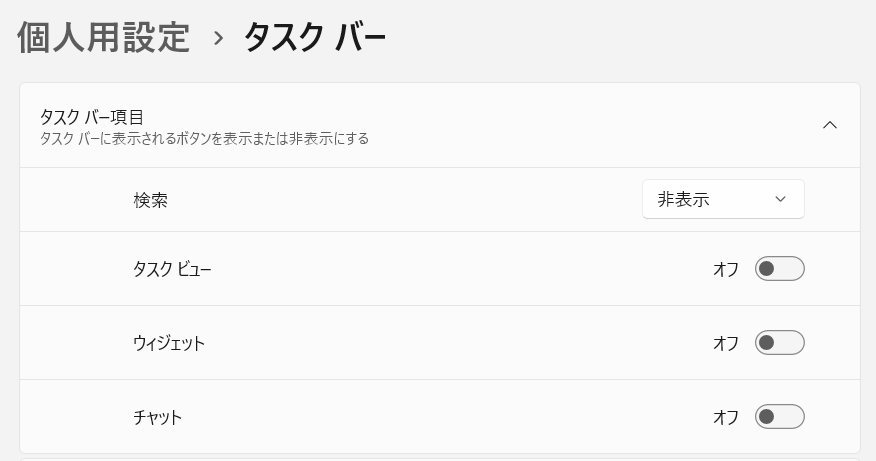 個人用設定 › タスク バー
タスク バー項目
タスク バーに表示されるボタンを表示または非表示にする
検索 非表示
タスク ビュー オフ
ウィジェット オフ
チャット オフ